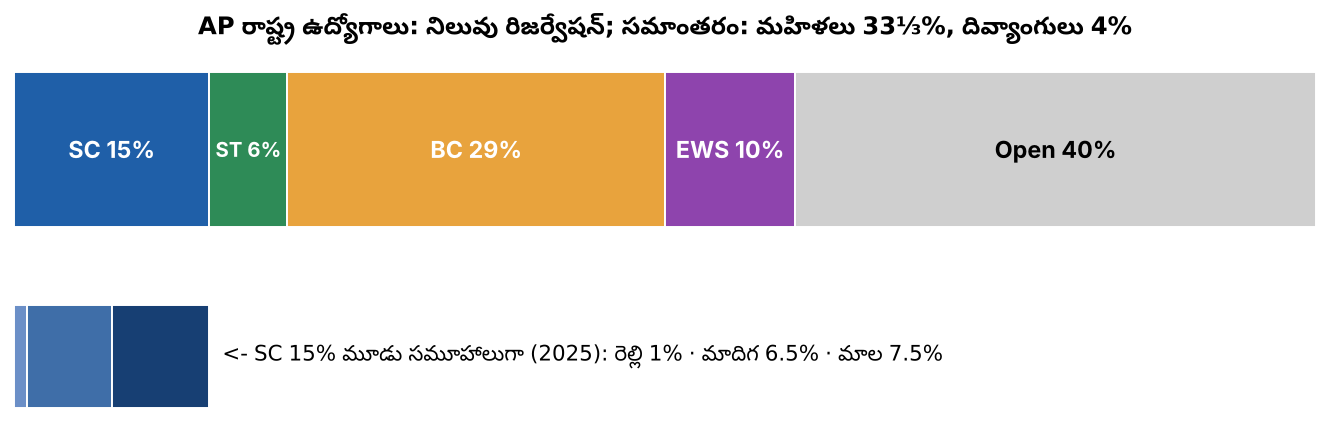 AP రాష్ట్ర ఉద్యోగాలు: నిలువు రిజర్వేషన్; సమాంతరం: మహిళలు 33⅓%, దివ్యాంగులు 4%
SC 15% ST 6% BC 29% EWS 10% Open 40%
<- SC 15% మూడు సమూహాలుగా (2025): రెల్లి 1% · మాదిగ 6.5% · మాల 7.5%